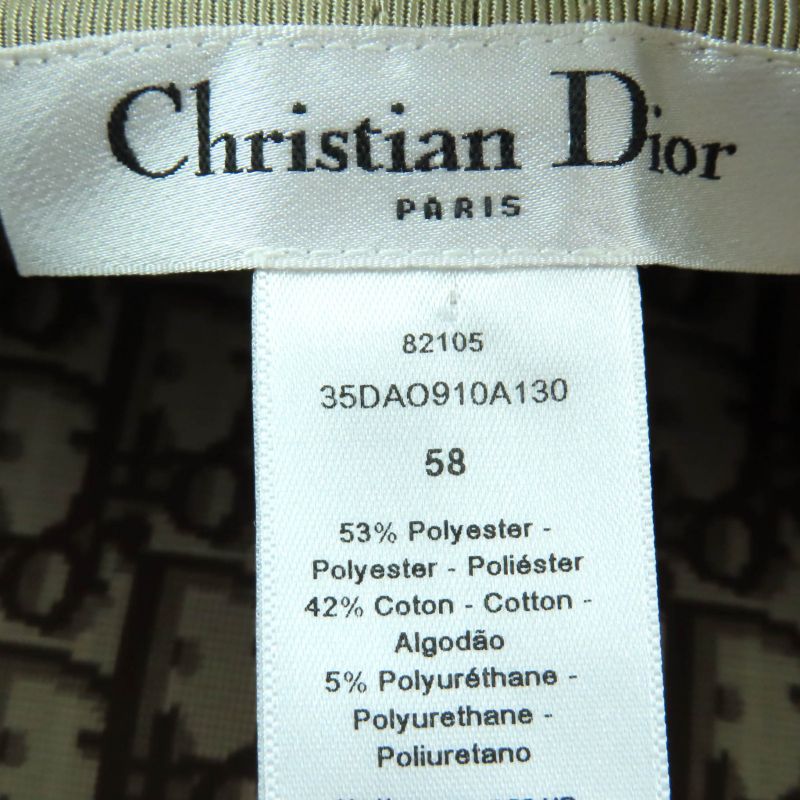 Christian Dior
PARIS
82105
35DAO910A130
58
53% Polyester -
Polyester - Poliéster
42% Coton - Cotton -
Algodão
5% Polyuréthane -
Polyurethane -
Poliuretano